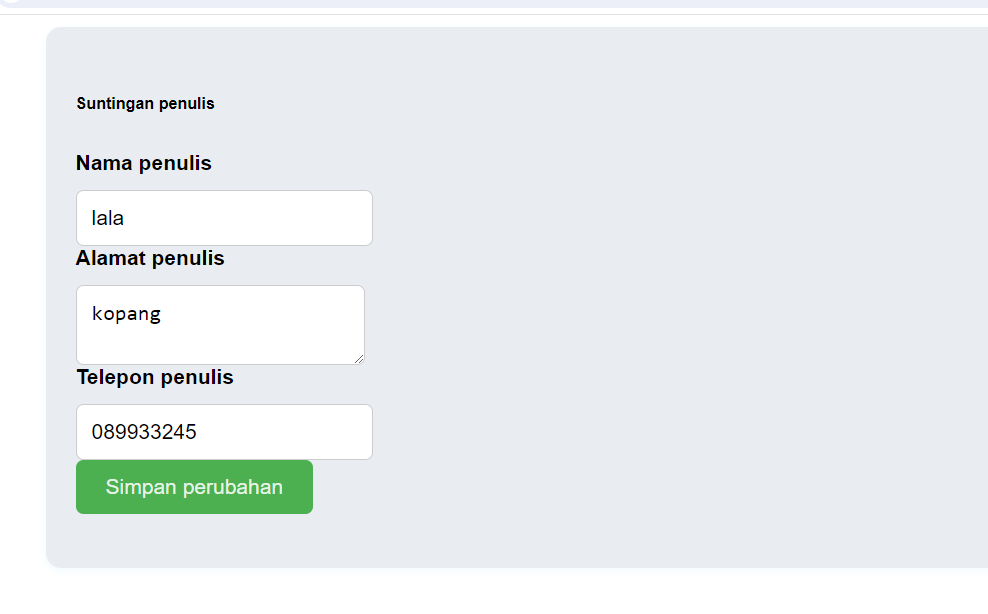 Suntingan penulis
Nama penulis
lala
Alamat penulis
kopang
Telepon penulis
089933245
Simpan perubahan